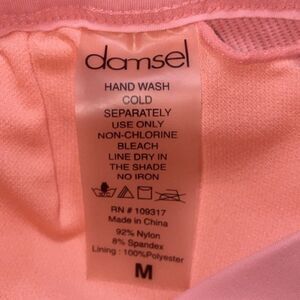 damsel
HAND WASH
COLD
SEPARATELY
USE ONLY
NON-CHLORINE
BLEACH
LINE DRY IN
THE SHADE
NO IRON
RN # 109317
Made in China
92% Nylon
8% Spandex
Lining : 100%Polyester
M